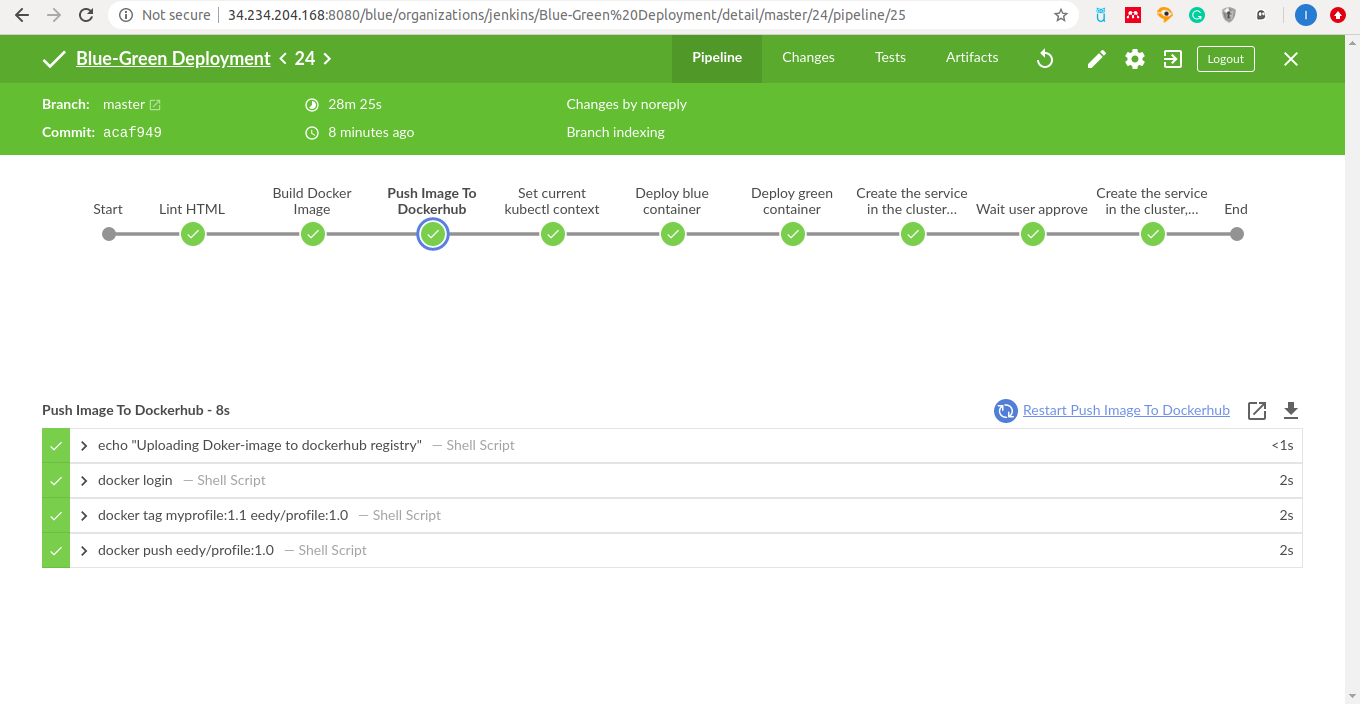 Not secure
34.234.204.168:8080/blue/organizations/jenkins/Blue-Green%20Deployment/detail/master/24/pipeline/25
I
Blue-Green Deployment < 24 >
Pipeline
Changes
Tests
Artifacts
Logout
Branch: master
28m 25s
Changes by noreply
Commit: acaf949
8 minutes ago
Branch indexing
Start
Lint HTML
Build Docker
Image
Push Image To
Dockerhub
Set current
kubectl context
Deploy blue
container
Deploy green
container
Create the service
in the cluster...
Wait user approve
Create the service
in the cluster,...
End
Push Image To Dockerhub - 8s
Restart Push Image To Dockerhub
echo "Uploading Doker-image to dockerhub registry" — Shell Script <1s
docker login — Shell Script 2s
docker tag myprofile:1.1 eedy/profile:1.0 — Shell Script 2s
docker push eedy/profile:1.0 — Shell Script 2s